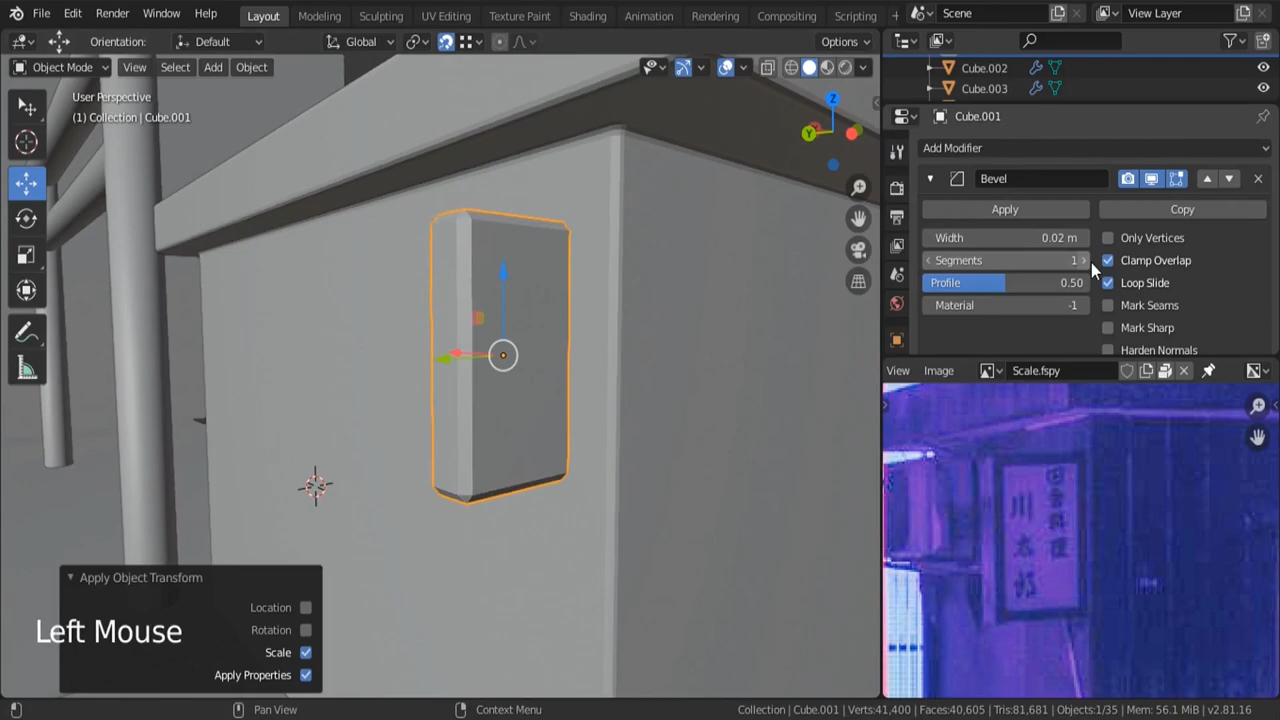 File Edit Render Window Help Layout Modeling Sculpting UV Editing Texture Paint Shading Animation Rendering Compositing Scripting + Scene View Layer
Orientation: Default Global Options
Object Mode View Select Add Object
User Perspective
(1) Collection | Cube.001
Z
Y
Cube.002
Cube.003
Cube.001
Add Modifier
Bevel
Apply Copy
Width 0.02 m Only Vertices
Segments 1 Clamp Overlap
Profile 0.50 Loop Slide
Material -1 Mark Seams
Mark Sharp
Harden Normals
View Image Scale.fspy
Apply Object Transform
Location
Rotation
Scale
Apply Properties
Left Mouse
Pan View Context Menu Collection | Cube.001 | Verts:41,400 | Faces:40,605 | Tris:81,681 | Objects:1/35 | Mem: 56.1 MiB | v2.81.16